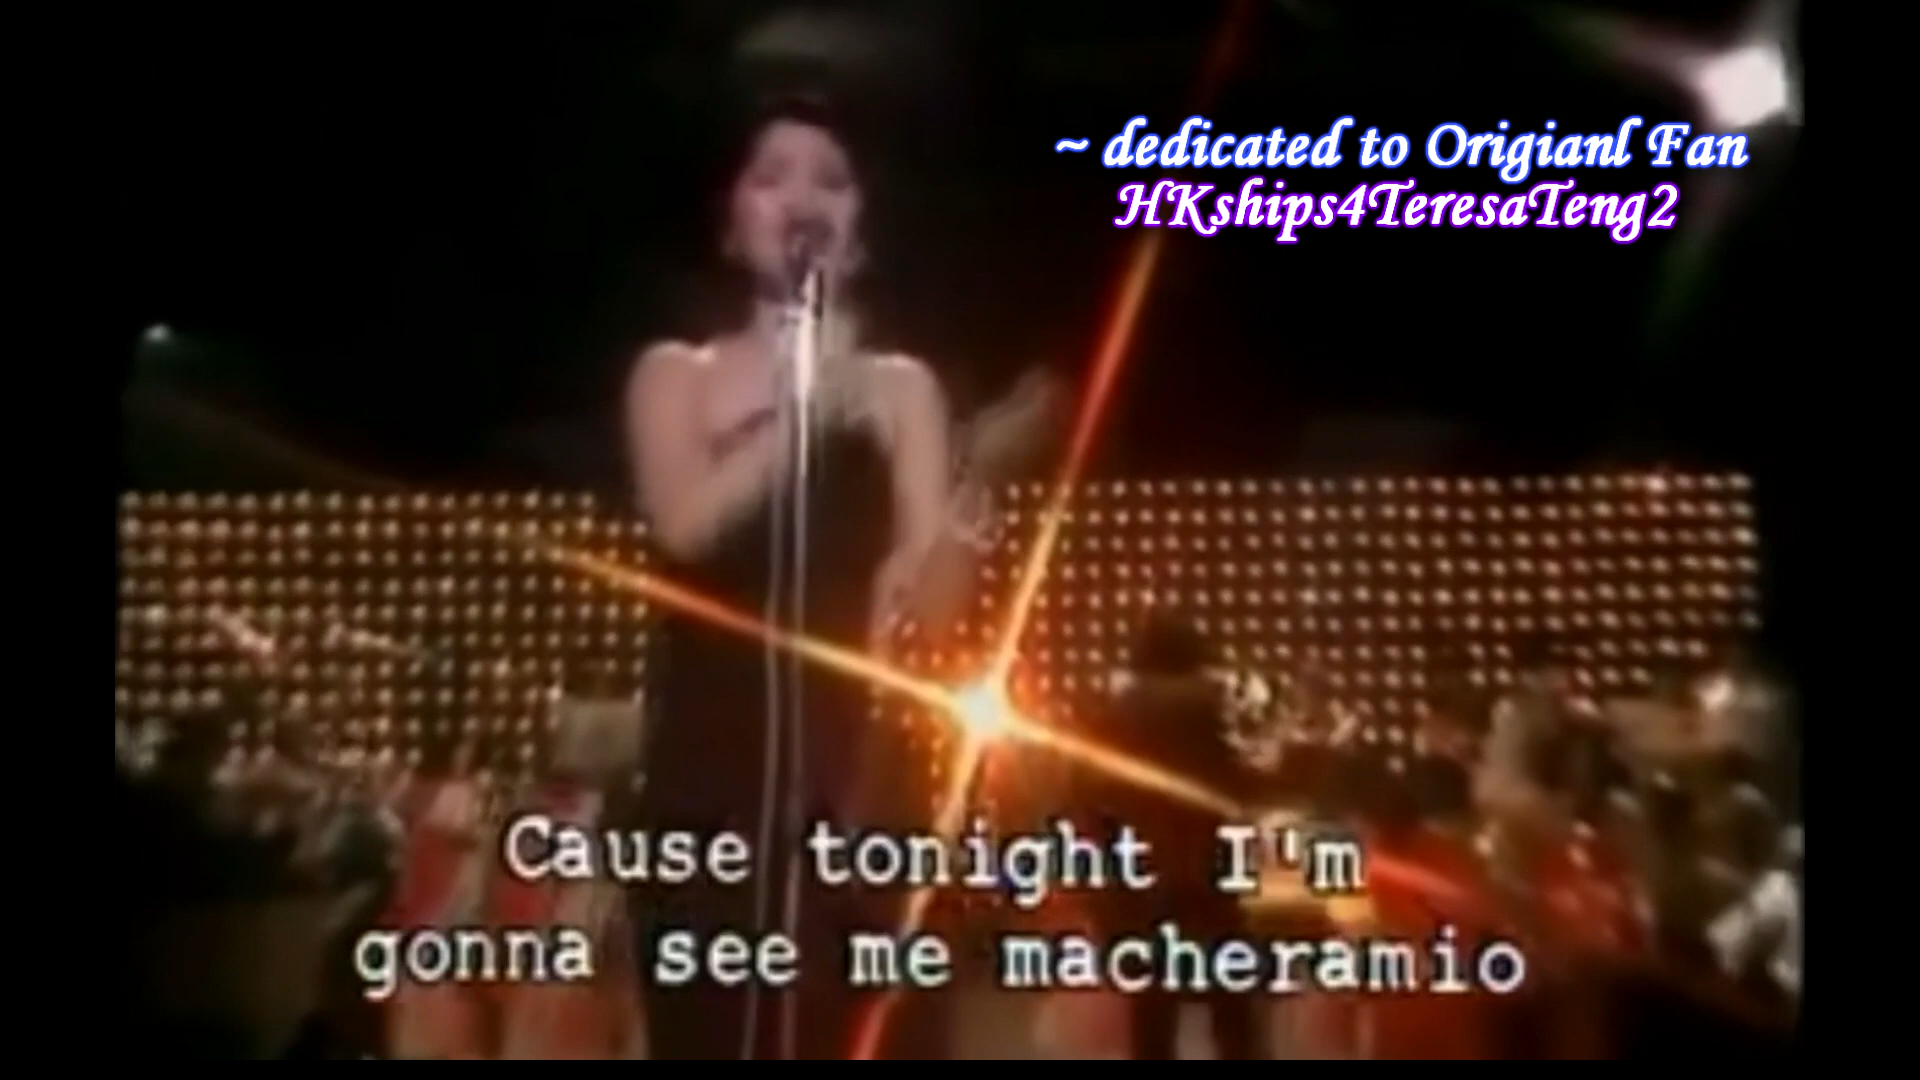 ~ dedicated to Origianl Fan
HKships4TeresaTeng2
Cause tonight I'm
gonna see me macheramio